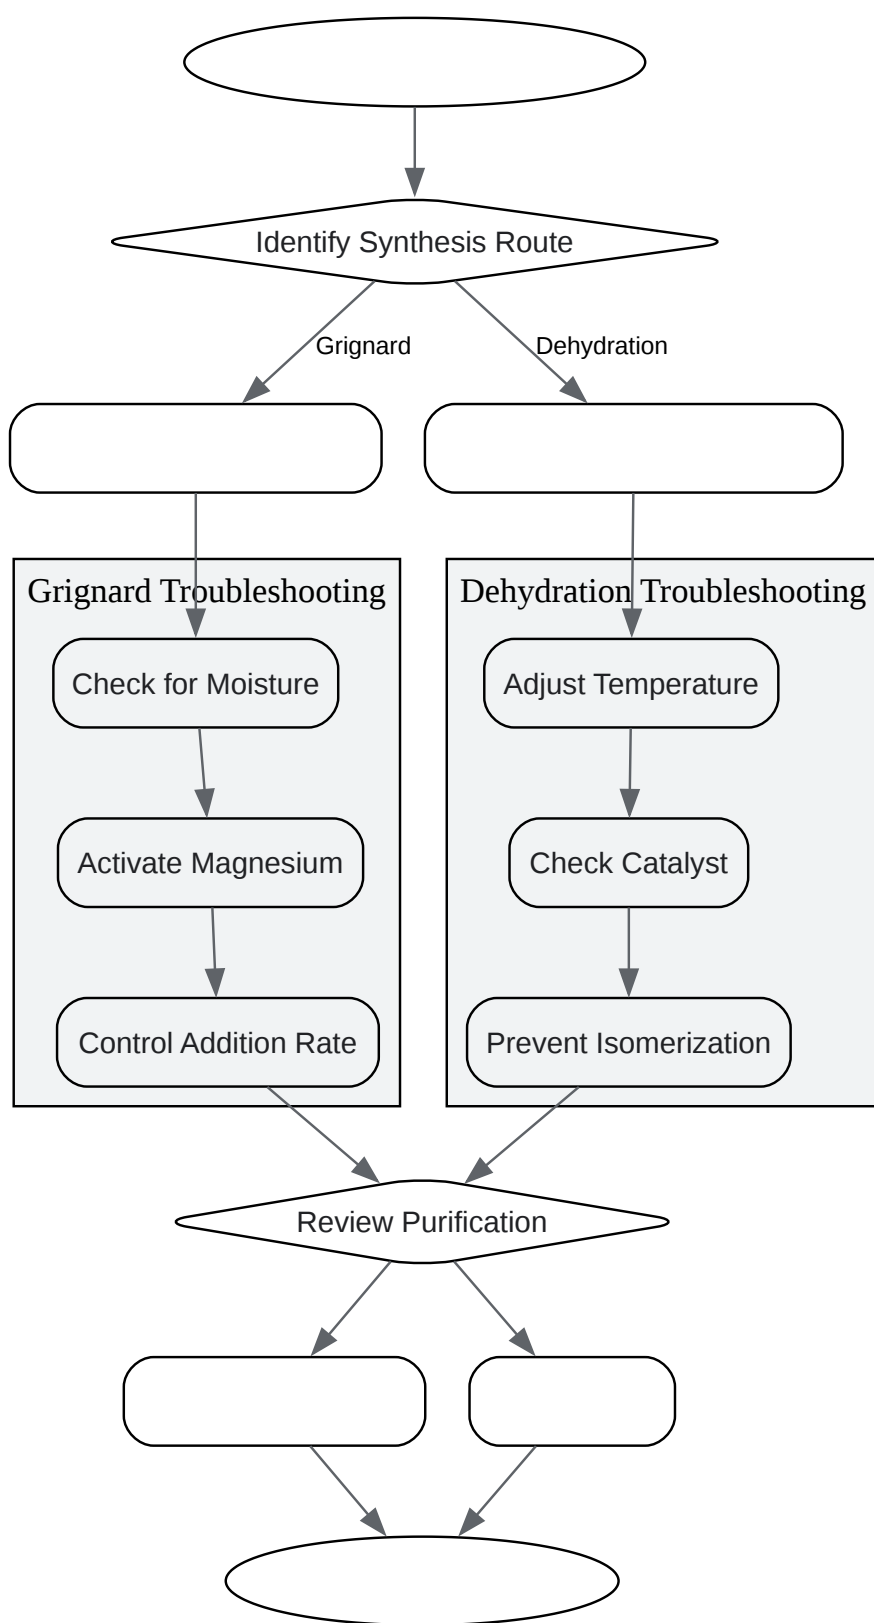 Identify Synthesis Route
Grignard
Dehydration
Grignard Troubleshooting
Check for Moisture
Activate Magnesium
Control Addition Rate
Dehydration Troubleshooting
Adjust Temperature
Check Catalyst
Prevent Isomerization
Review Purification